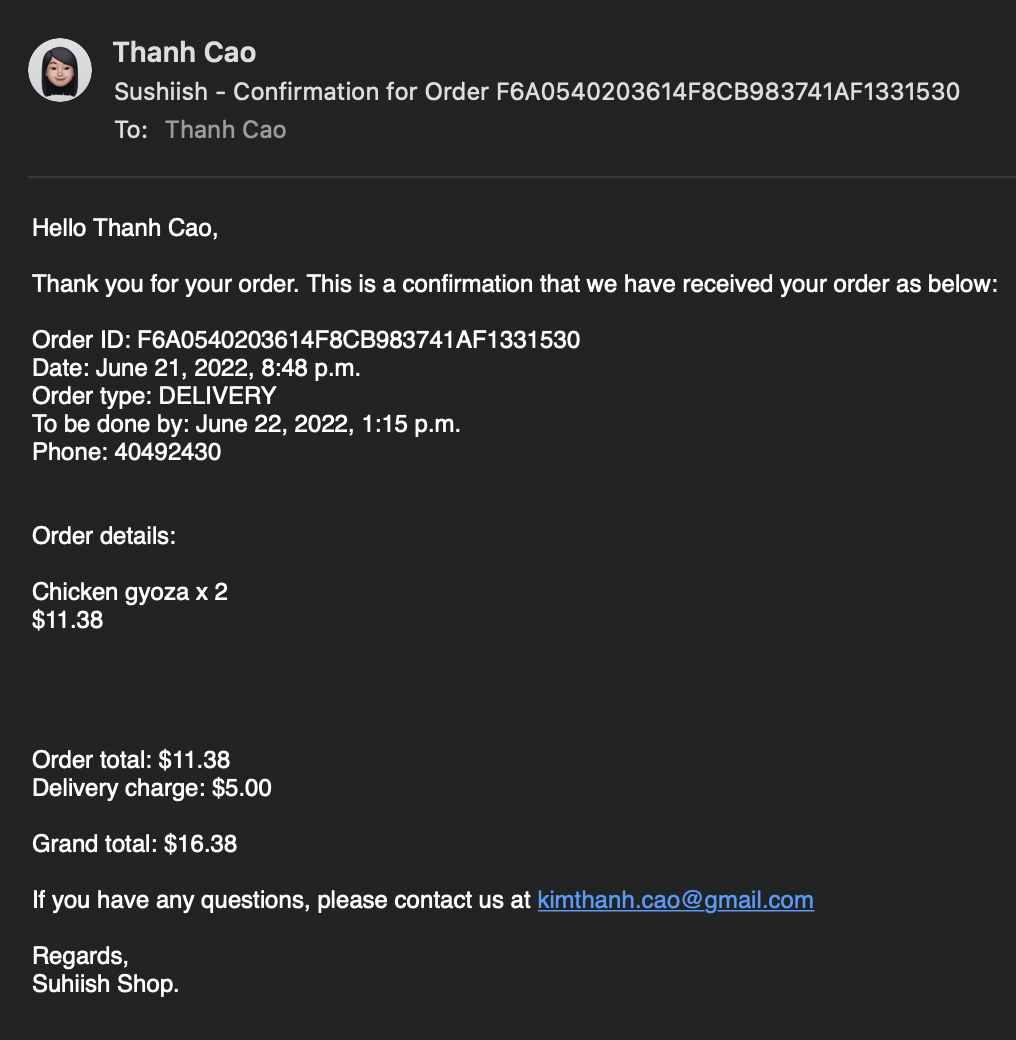 Thanh Cao
Sushiish - Confirmation for Order F6A0540203614F8CB983741AF1331530
To: Thanh Cao
Hello Thanh Cao,
Thank you for your order. This is a confirmation that we have received your order as below:
Order ID: F6A0540203614F8CB983741AF1331530
Date: June 21, 2022, 8:48 p.m.
Order type: DELIVERY
To be done by: June 22, 2022, 1:15 p.m.
Phone: 40492430
Order details:
Chicken gyoza x 2
$11.38
Order total: $11.38
Delivery charge: $5.00
Grand total: $16.38
If you have any questions, please contact us at kimthanh.cao@gmail.com
Regards,
Suhiish Shop.